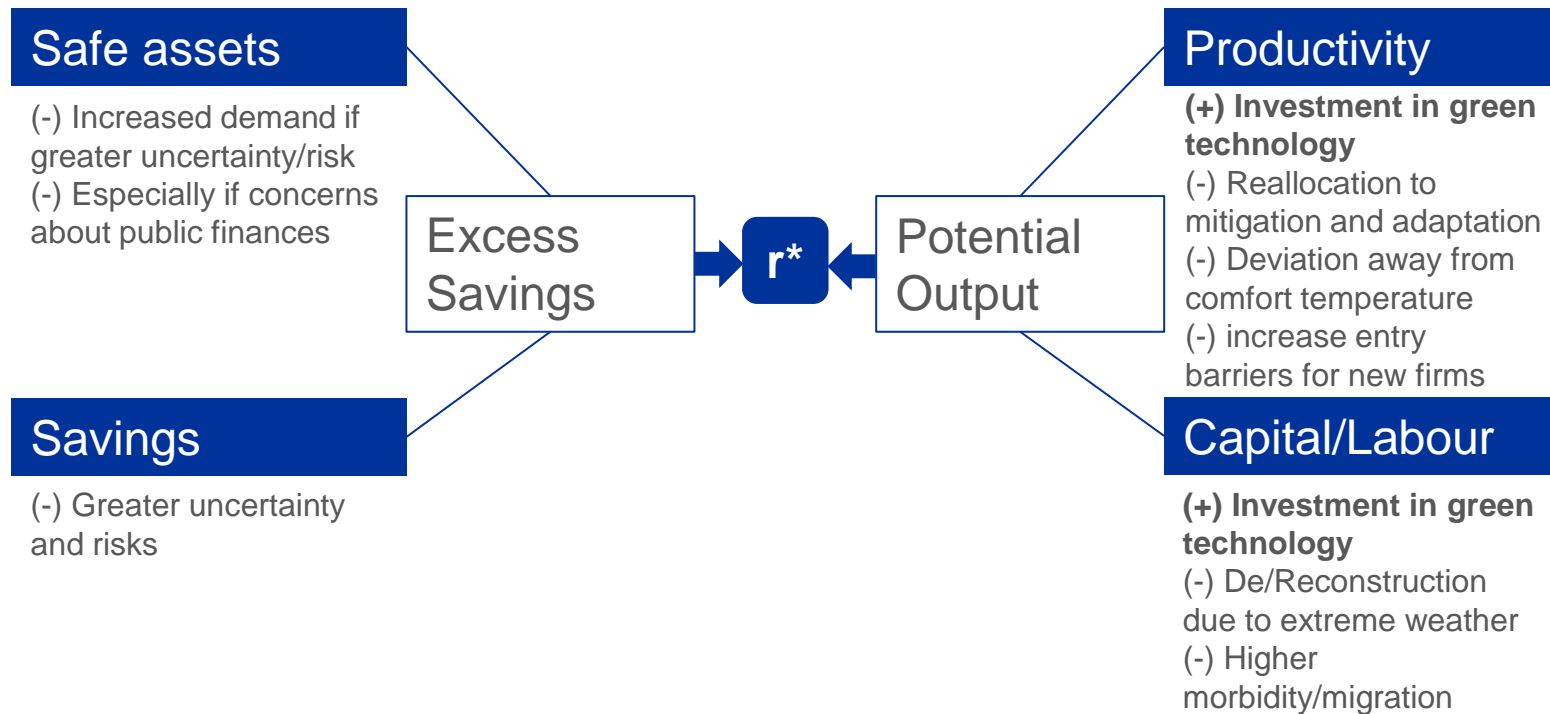 Safe assets
(-) Increased demand if
greater uncertainty/risk
(-) Especially if concerns
about public finances
Savings
(-) Greater uncertainty
and risks
Excess
Savings
r*
Potential
Output
Productivity
(+) Investment in green
technology
(-) Reallocation to
mitigation and adaptation
(-) Deviation away from
comfort temperature
(-) increase entry
barriers for new firms
Capital/Labour
(+) Investment in green
technology
(-) De/Reconstruction
due to extreme weather
(-) Higher
morbidity/migration